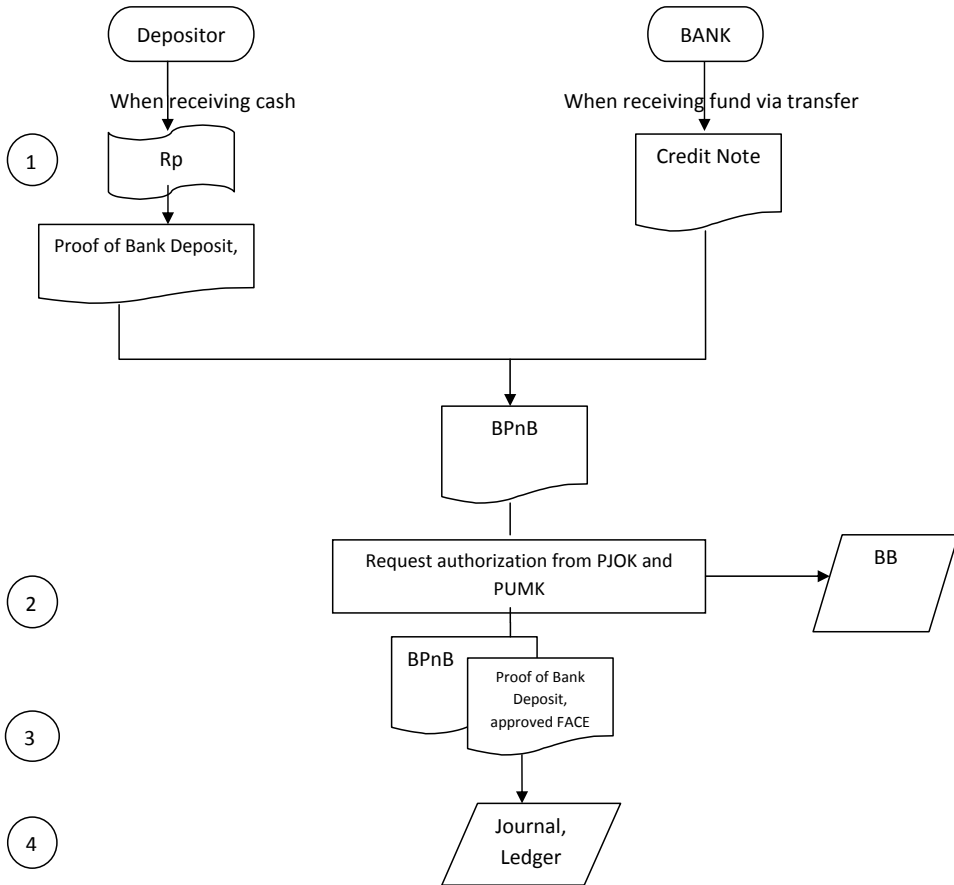 Depositor
BANK
When receiving cash
When receiving fund via transfer
1
Rp
Credit Note
Proof of Bank Deposit,
BPnB
Request authorization from PJOK and
PUMK
BB
2
BPnB
Proof of Bank
Deposit,
approved FACE
3
Journal,
Ledger
4